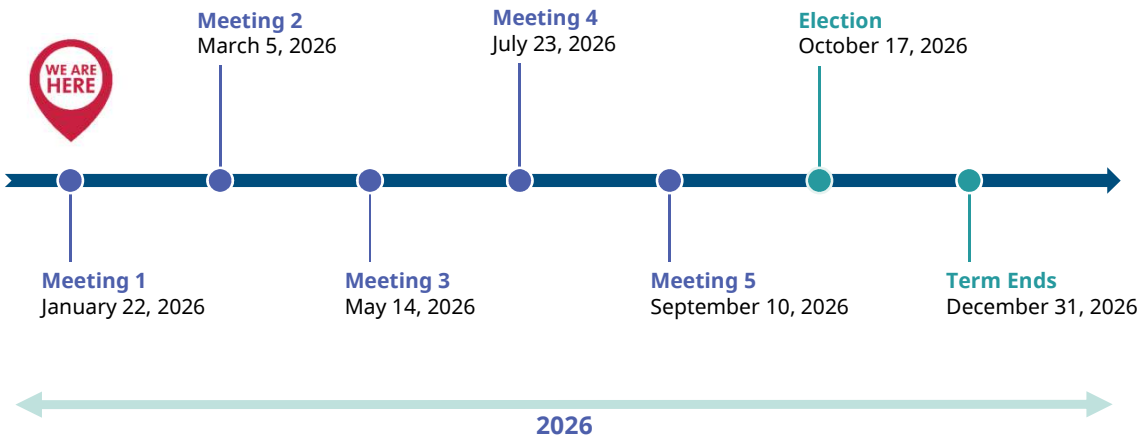 Meeting 2
March 5, 2026
Meeting 4
July 23, 2026
Election
October 17, 2026
WE ARE
HERE
Meeting 1
January 22, 2026
Meeting 3
May 14, 2026
Meeting 5
September 10, 2026
Term Ends
December 31, 2026
2026